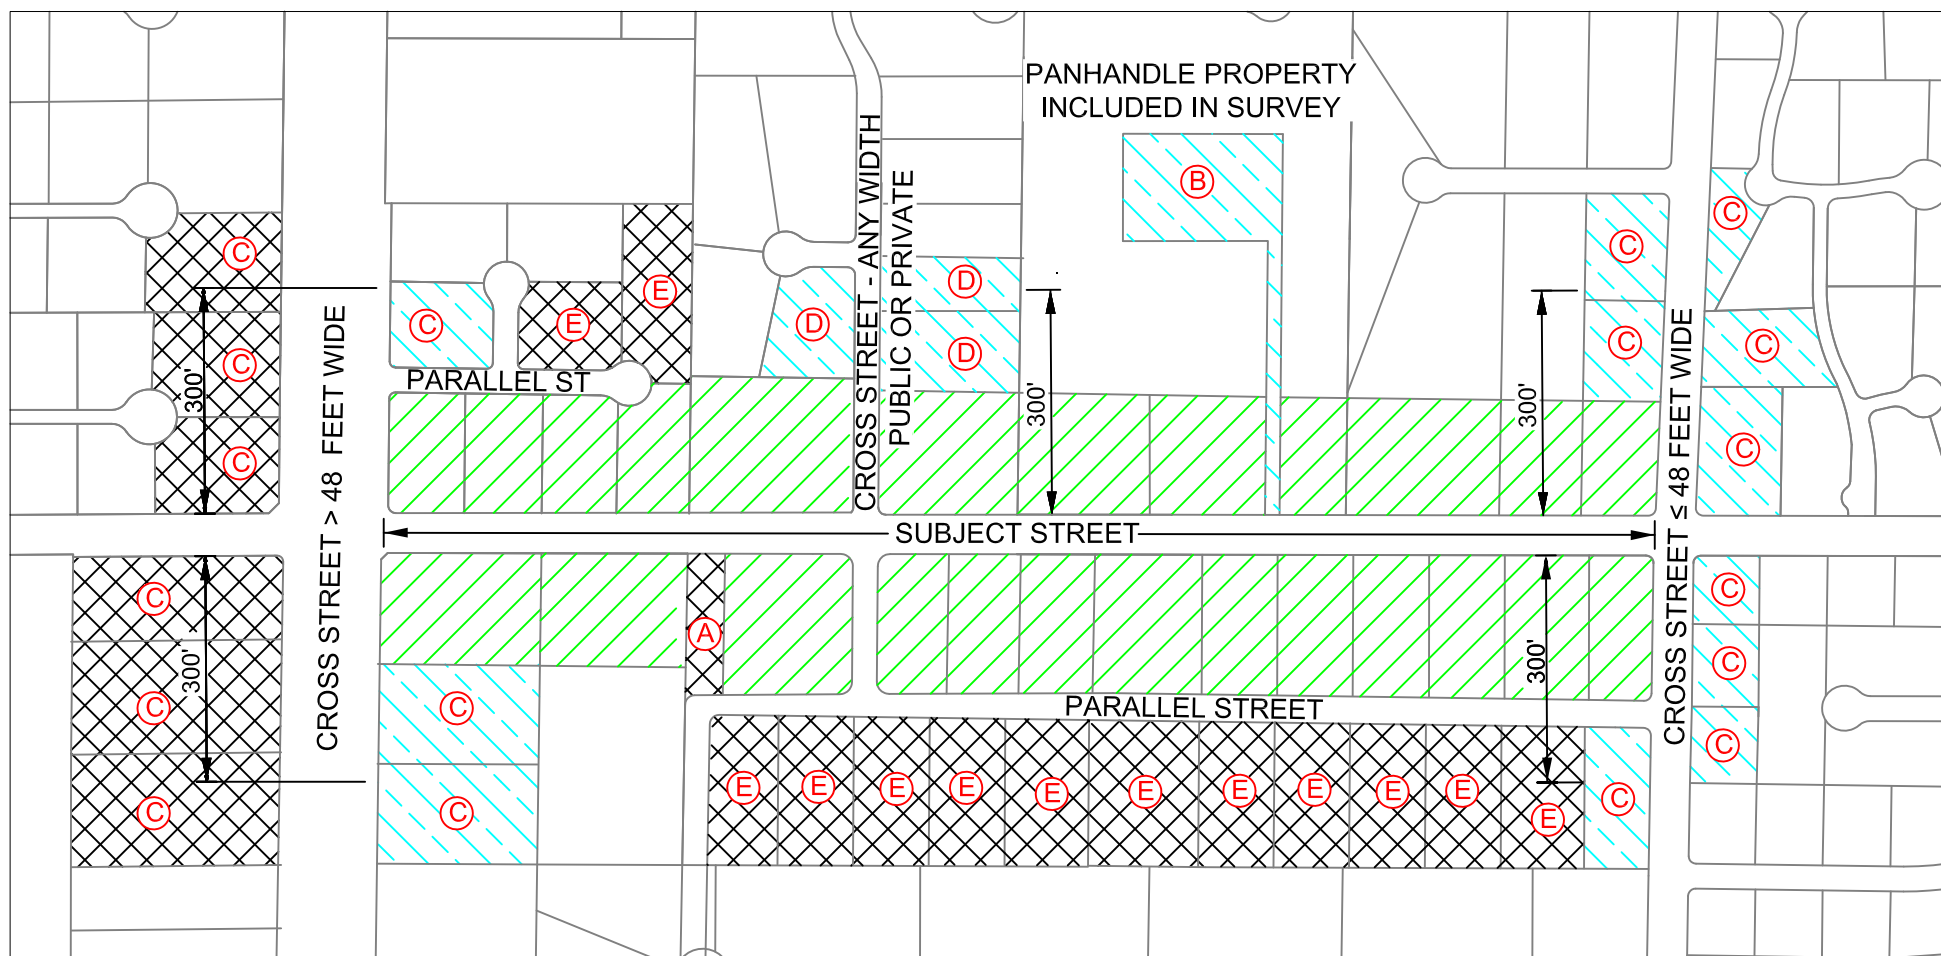 PANHANDLE PROPERTY
INCLUDED IN SURVEY
B
C
C
C
C
C
C
C
E
E
D
D
D
C
C
C
C
300'
300'
300'
CROSS STREET > 48 FEET WIDE
CROSS STREET - ANY WIDTH
PUBLIC OR PRIVATE
CROSS STREET ≤ 48 FEET WIDE
PARALLEL ST
SUBJECT STREET
C
C
C
300'
300'
A
C
C
PARALLEL STREET
E
E
E
E
E
E
E
E
E
E
E
C
C
C
C